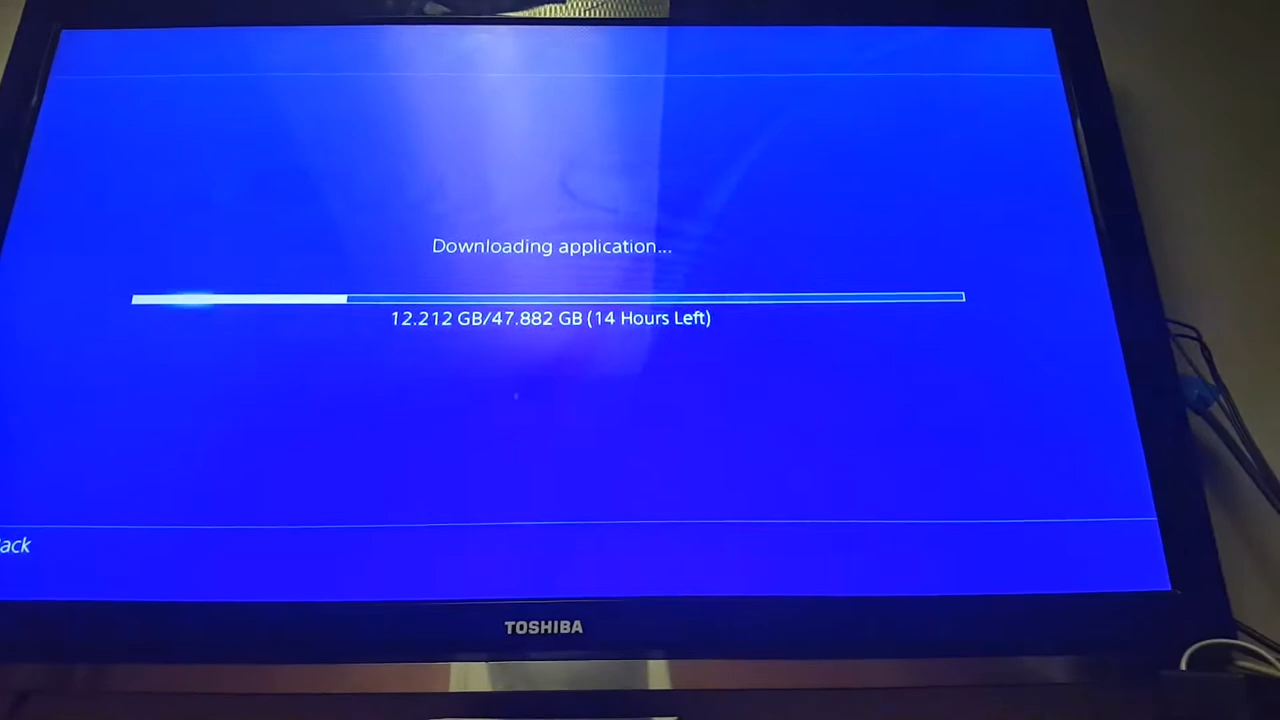 Downloading application...
12.212 GB/47.882 GB (14 Hours Left)
ack
TOSHIBA